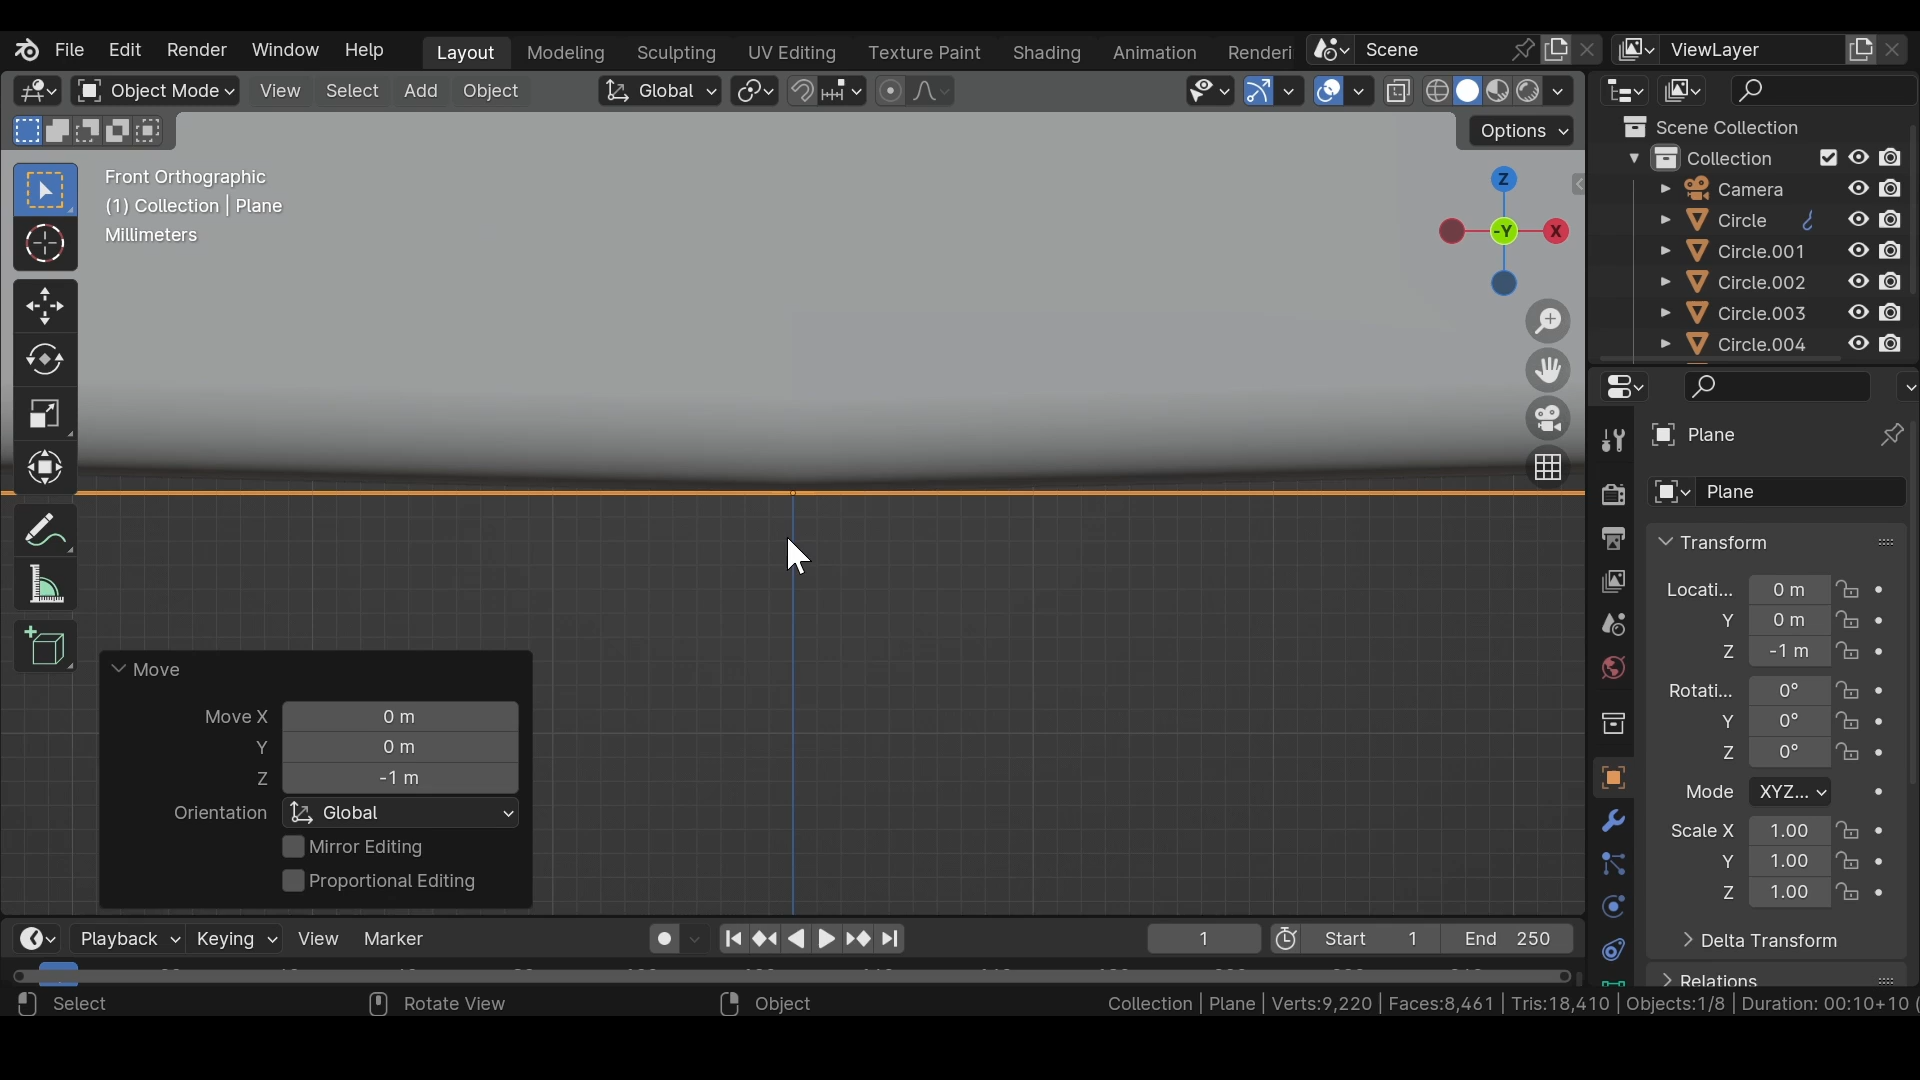 File Edit Render Window Help Layout Modeling Sculpting UV Editing Texture Paint Shading Animation Renderi Scene ViewLayer
Object Mode View Select Add Object Global
Options
Front Orthographic
(1) Collection | Plane
Millimeters
Z
-Y X
Scene Collection
Collection
Camera
Circle
Circle.001
Circle.002
Circle.003
Circle.004
Plane
Plane
Transform
Locati... 0 m
Y 0 m
Z -1 m
Rotati... 0°
Y 0°
Z 0°
Mode XYZ...
Scale X 1.00
Y 1.00
Z 1.00
Delta Transform
Relations
Move
Move X 0 m
Y 0 m
Z -1 m
Orientation Global
Mirror Editing
Proportional Editing
Playback Keying View Marker 1 Start 1 End 250
Select Rotate View Object Collection | Plane | Verts:9,220 | Faces:8,461 | Tris:18,410 | Objects:1/8 | Duration: 00:10+10 (